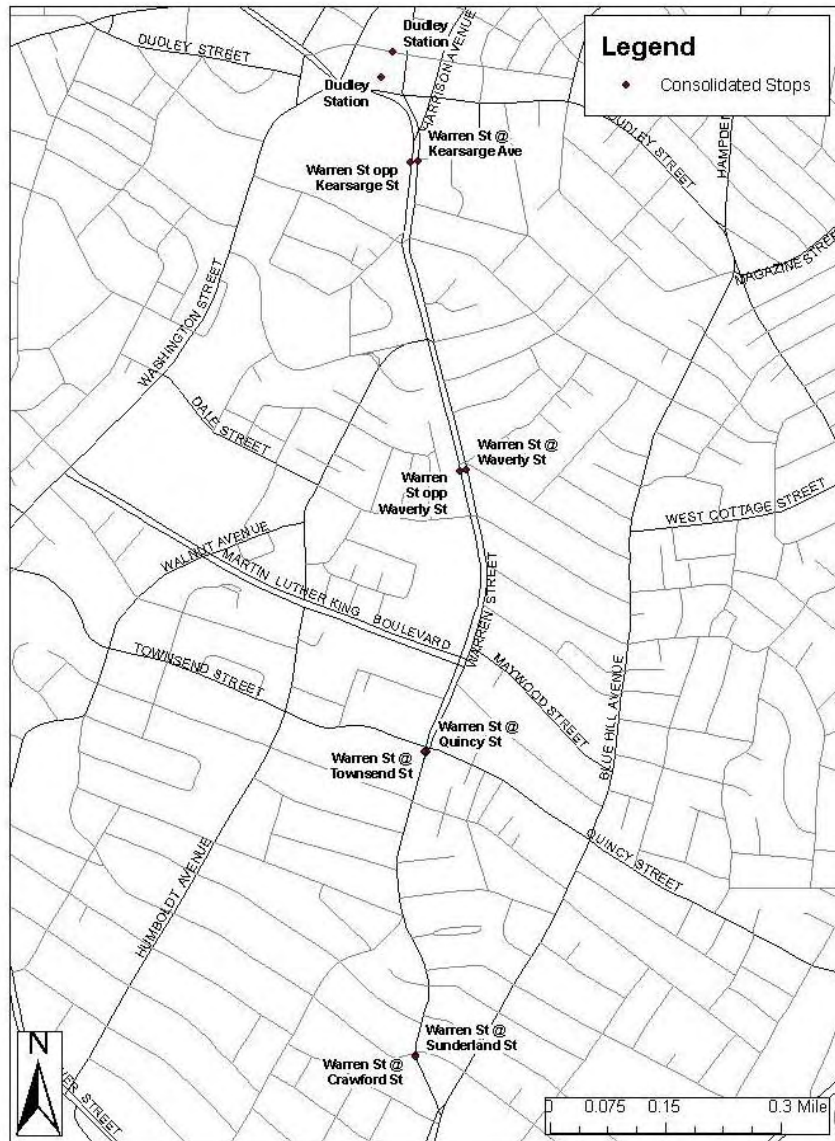 Dudley
Station
DUDLEY STREET
HARRISON AVENUE
Legend
Consolidated Stops
Dudley
Station
Warren St @
Kearsarge Ave
Warren St opp
Kearsarge St
DUDLEY STREET
HAMPDEN
MAGAZINE STREET
WASHINGTON STREET
DALE STREET
Warren St @
Waverly St
Warren
St opp
Waverly St
WEST COTTAGE STREET
WALNUT AVENUE
MARTIN LUTHER KING BOULEVARD
WARREN STREET
TOWNSEND STREET
MAYWOOD STREET
BLUE HILL AVENUE
Warren St @
Quincy St
Warren St @
Townsend St
QUINCY STREET
HUMBOLDT AVENUE
Warren St @
Sunderland St
Warren St @
Crawford St
N
VER STREET
0 0.075 0.15 0.3 Mile